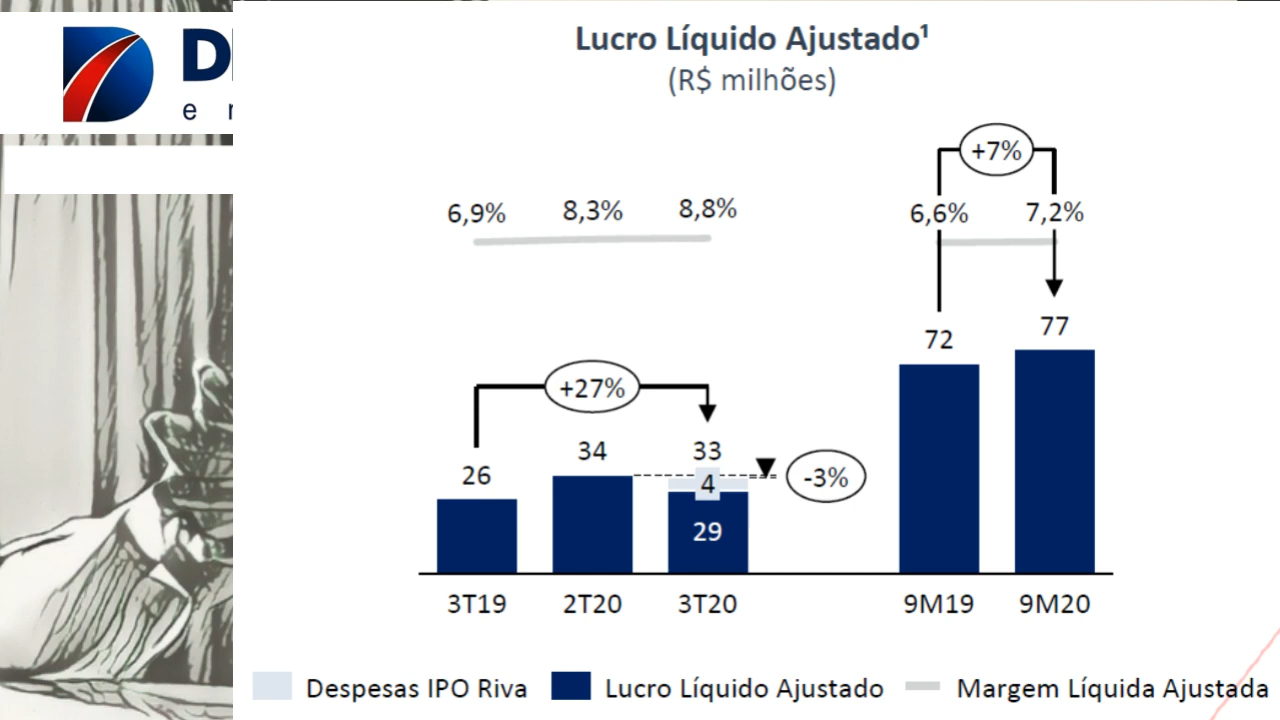 Lucro Líquido Ajustado¹
(R$ milhões)
+7%
6,9% 8,3% 8,8% 6,6% 7,2%
77
72
+27%
34 33
26
4
-3%
29
3T19 2T20 3T20 9M19 9M20
Despesas IPO Riva Lucro Líquido Ajustado Margem Líquida Ajustada